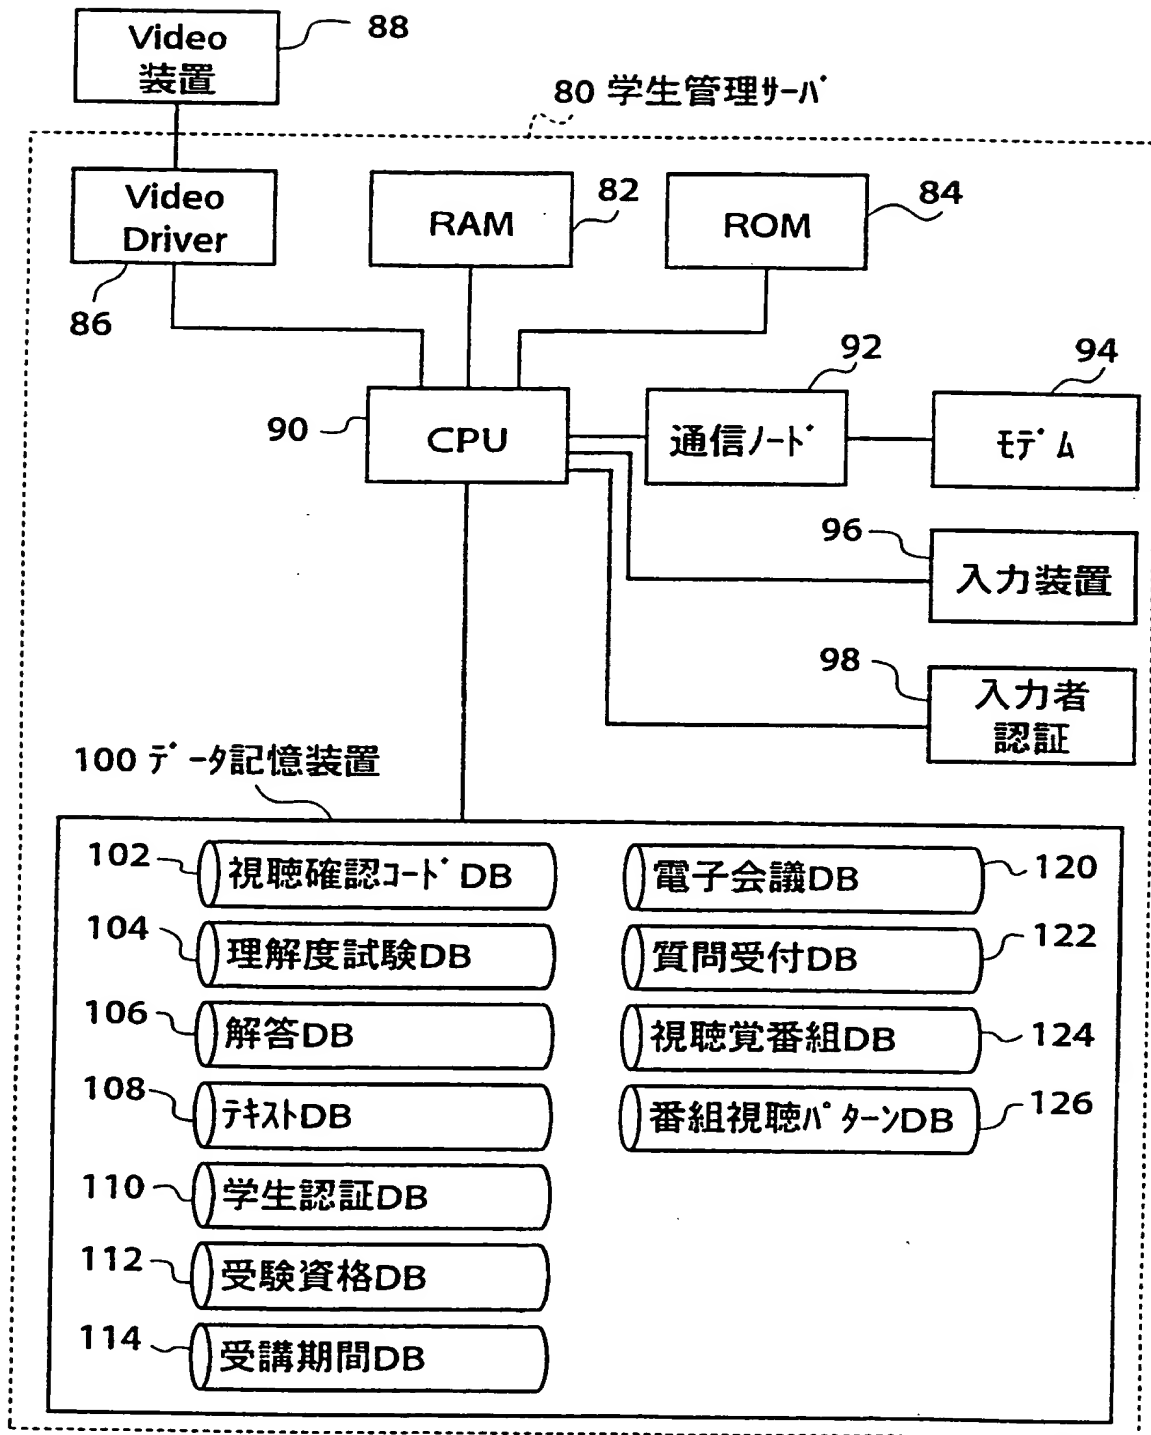 Video
装置
88
80 学生管理サーバ
Video
Driver
86
RAM
82
ROM
84
90
CPU
92
通信ノード
94
モデム
96
入力装置
98
入力者
認証
100 データ記憶装置
102
視聴確認コードDB
104
理解度試験DB
106
解答DB
108
テキストDB
110
学生認証DB
112
受験資格DB
114
受講期間DB
電子会議DB
120
質問受付DB
122
視聴覚番組DB
124
番組視聴パターンDB
126